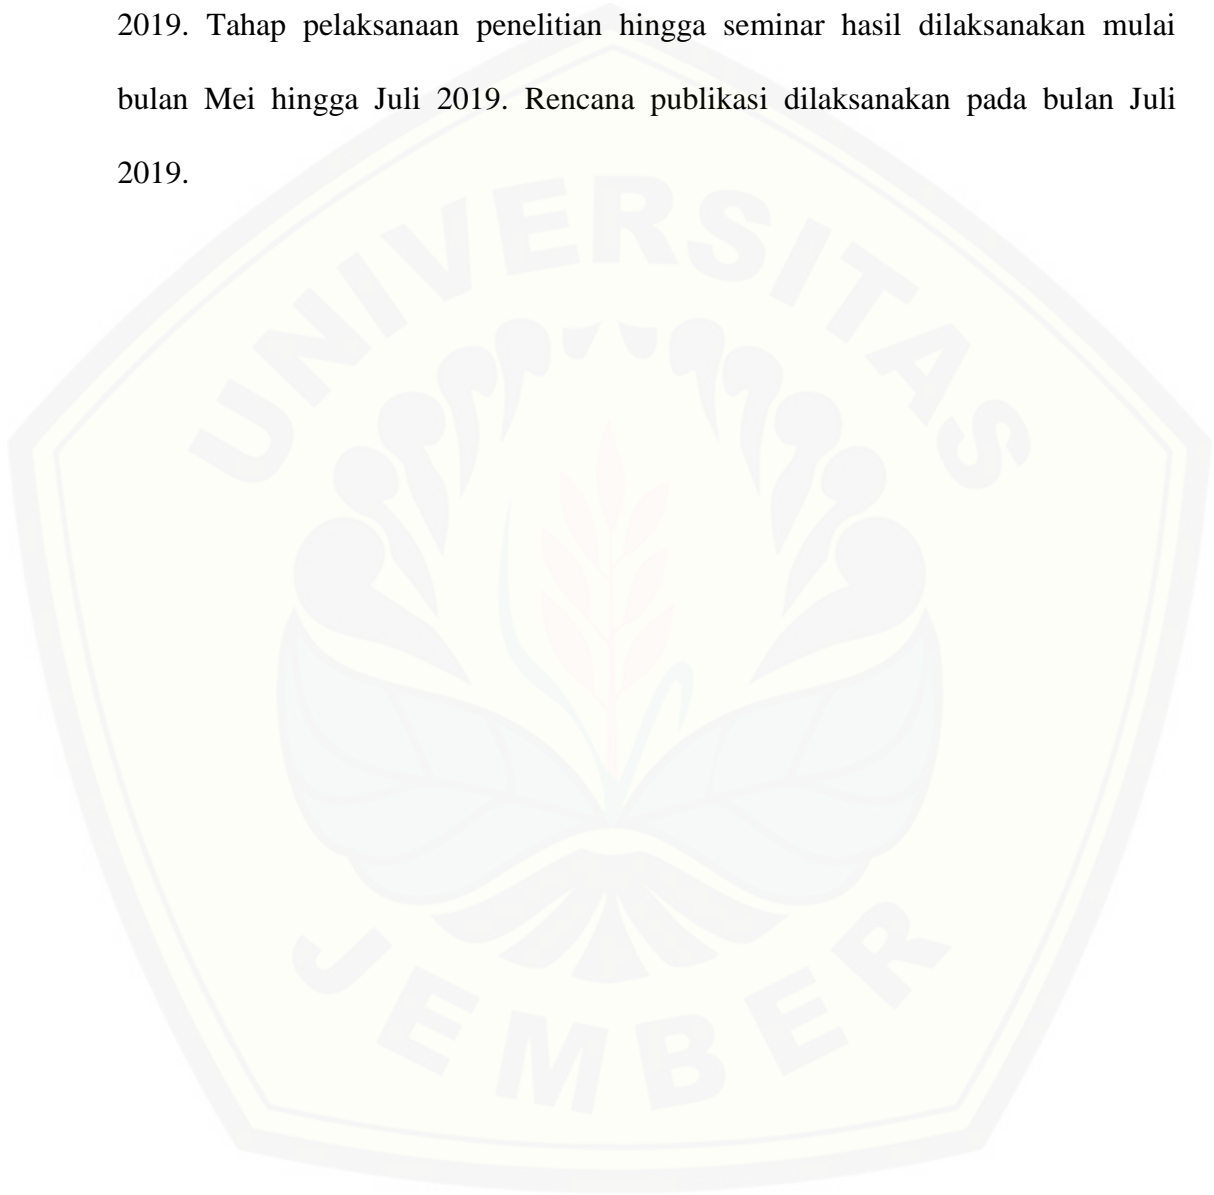 2019. Tahap pelaksanaan penelitian hingga seminar hasil dilaksanakan mulai
bulan Mei hingga Juli 2019. Rencana publikasi dilaksanakan pada bulan Juli
2019.
UNIVERSITAS
JEMBER